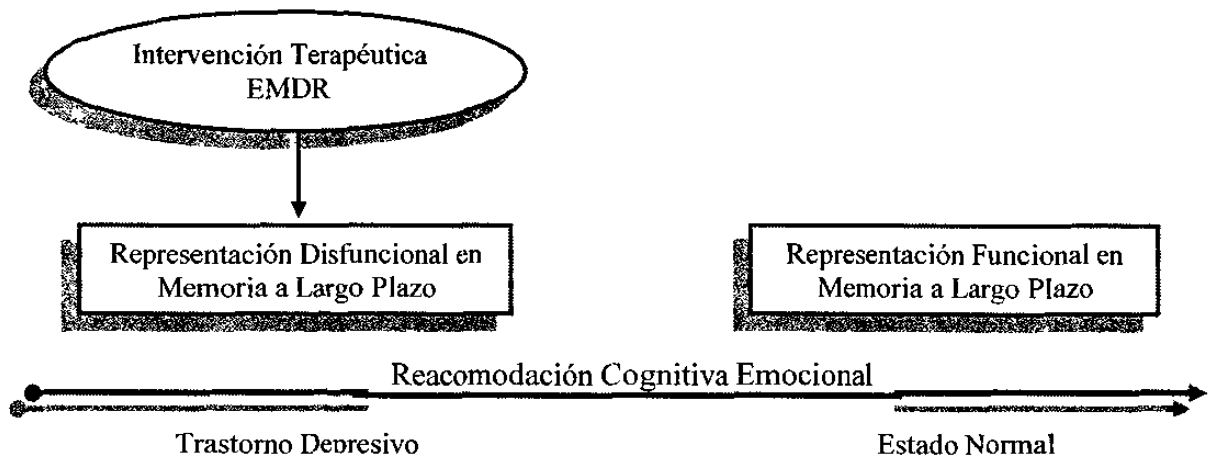 Intervención Terapéutica
EMDR
Representación Disfuncional en
Memoria a Largo Plazo
Representación Funcional en
Memoria a Largo Plazo
Reacomodación Cognitiva Emocional
Trastorno Depresivo
Estado Normal